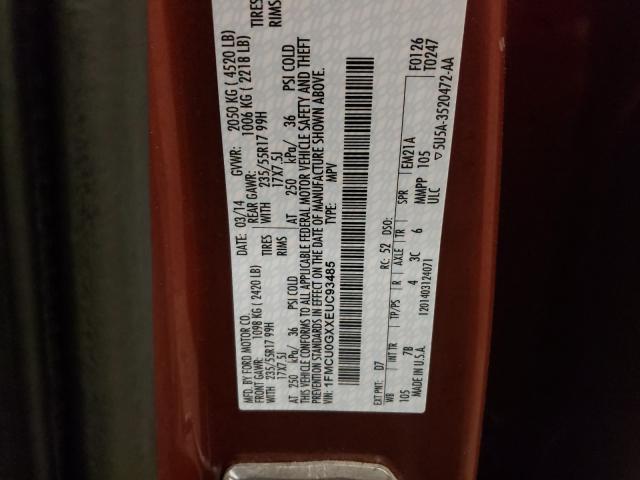 MFD. BY FORD MOTOR CO.
DATE: 03/14 GVWR: 2050 KG ( 4520 LB)
FRONT GAWR: 1098 KG ( 2420 LB) REAR GAWR: 1006 KG ( 2218 LB)
WITH 235/55R17 99H TIRES WITH 235/55R17 99H TIRES
17X7.5J RIMS 17X7.5J RIMS
AT 250 kPa/ 36 PSI COLD AT 250 kPa/ 36 PSI COLD
THIS VEHICLE CONFORMS TO ALL APPLICABLE FEDERAL MOTOR VEHICLE SAFETY AND THEFT
PREVENTION STANDARDS IN EFFECT ON THE DATE OF MANUFACTURE SHOWN ABOVE.
VIN: 1FMCU0GXXEUC93485 TYPE: MPV
F0126
T0247
EXT PNT: D7 RC: 52 DSO:
WB INT TR TP/PS R AXLE TR SPR EM21A
105 7B 4 3C 6 MMPP 105
ULC
MADE IN U.S.A. 1201403124071 ▽5U5A-3520472-AA